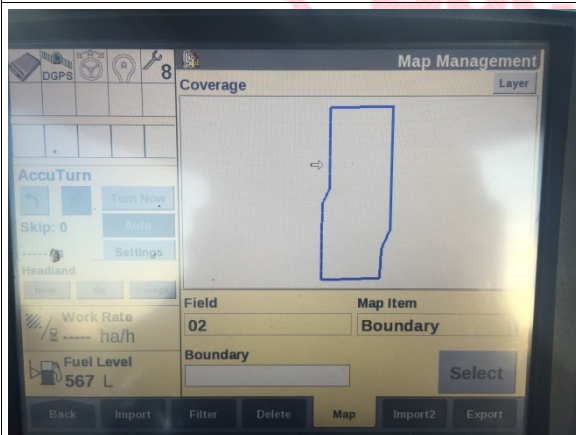 DGPS
8
Map Management
Coverage
Layer
AccuTurn
Turn Now
Skip: 0
Auto
Settings
Headland
Work Rate
----- ha/h
Fuel Level
567 L
Field
02
Map Item
Boundary
Boundary
Select
Back
Import
Filter
Delete
Map
Import2
Export